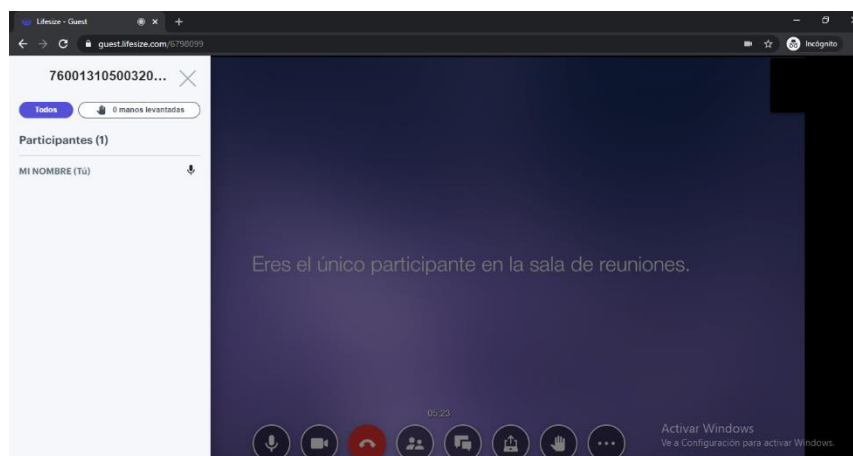 Lifesize - Guest
guest.lifesize.com/6798099
Incógnito
76001310500320...
Todos
0 manos levantadas
Participantes (1)
MI NOMBRE (Tú)
Eres el único participante en la sala de reuniones.
05:23
Activar Windows
Ve a Configuración para activar Windows.